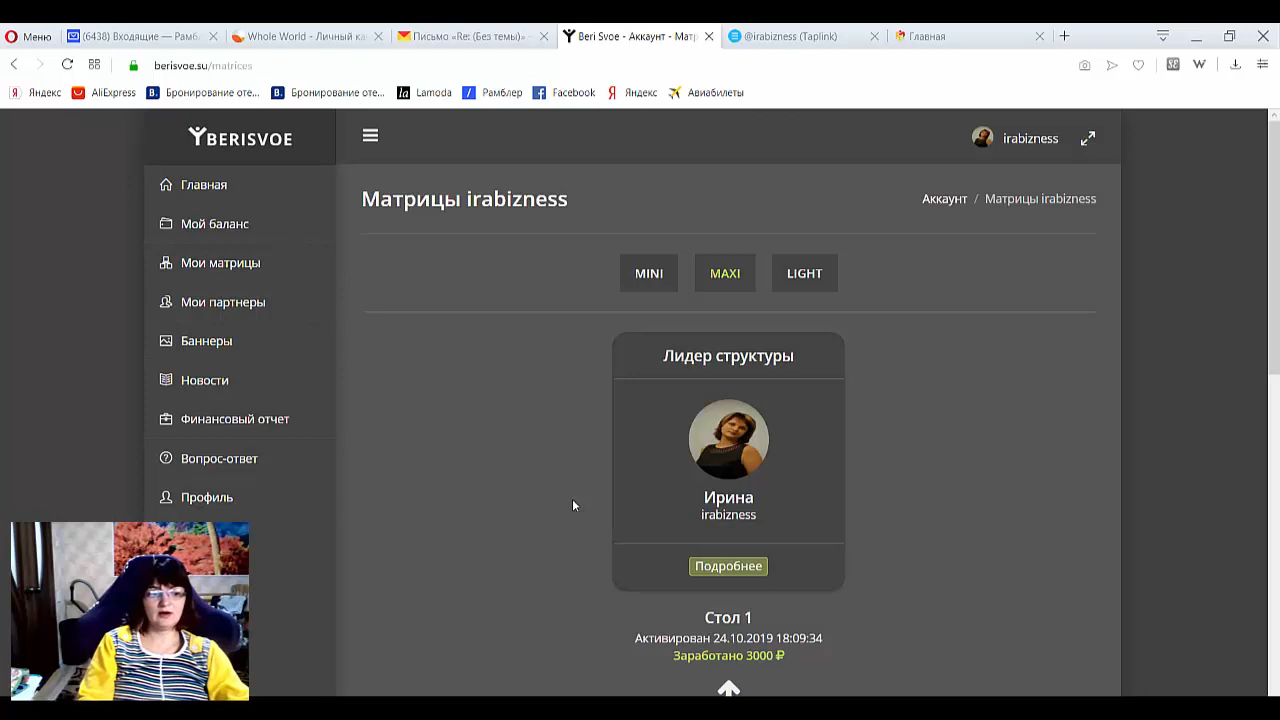 Меню
(6438) Входящие — Рамб
Whole World - Личный ка
Письмо «Re: (Без темы)» -
Beri Svoe - Аккаунт - Мат
@irabizness (Taplink)
Главная
berisvoe.su/matrices
Яндекс
AliExpress
Бронирование оте...
Бронирование оте...
Lamoda
Рамблер
Facebook
Яндекс
Авиабилеты
BERISVOE
irabizness
Главная
Мой баланс
Мои матрицы
Мои партнеры
Баннеры
Новости
Финансовый отчет
Вопрос-ответ
Профиль
Матрицы irabizness
Аккаунт / Матрицы irabizness
MINI
MAXI
LIGHT
Лидер структуры
Ирина
irabizness
Подробнее
Стол 1
Активирован 24.10.2019 18:09:34
Заработано 3000 ₽